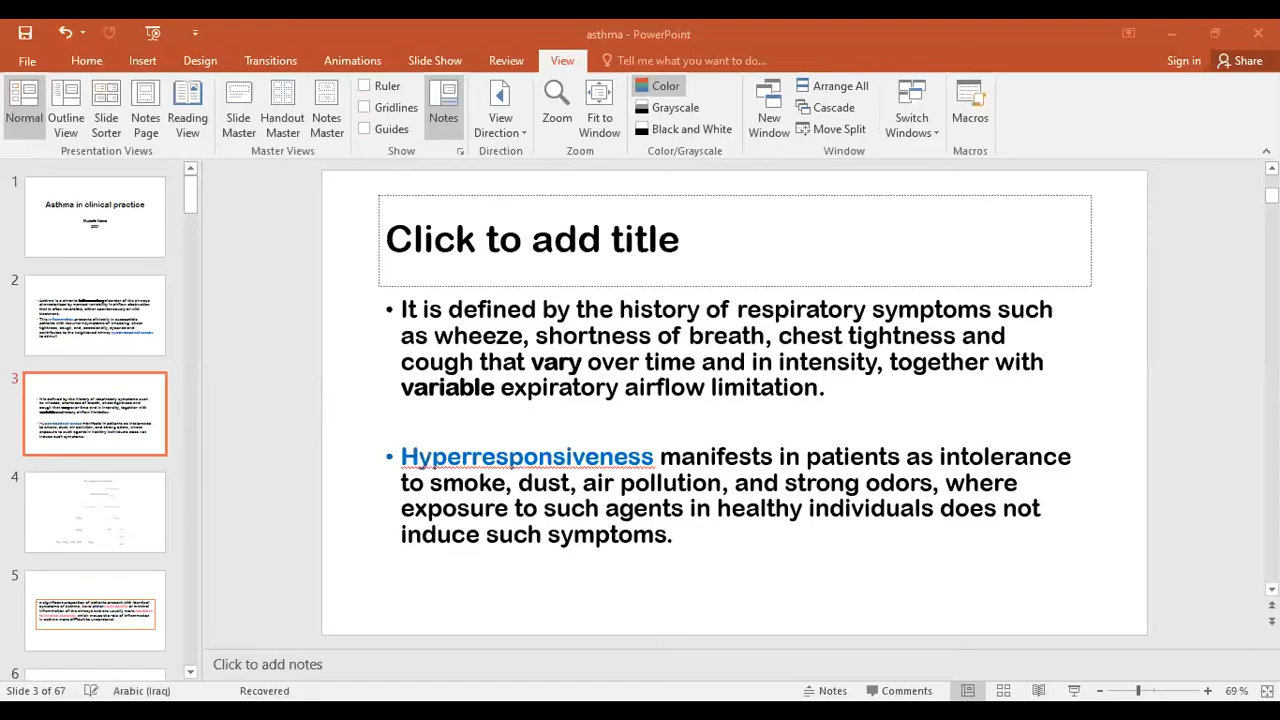 asthma - PowerPoint
File Home Insert Design Transitions Animations Slide Show Review View Tell me what you want to do... Sign in Share
Normal Outline View Slide Sorter Notes Page Reading View
Presentation Views
Slide Master Handout Master Notes Master
Master Views
Ruler
Gridlines
Guides
Show
Notes
View Direction
Direction
Zoom Fit to Window
Zoom
Color
Grayscale
Black and White
Color/Grayscale
New Window
Arrange All
Cascade
Move Split
Switch Windows
Window
Macros
Macros
1
Asthma in clinical practice
2
3
4
5
6
Click to add title
• It is defined by the history of respiratory symptoms such
as wheeze, shortness of breath, chest tightness and
cough that vary over time and in intensity, together with
variable expiratory airflow limitation.
• Hyperresponsiveness manifests in patients as intolerance
to smoke, dust, air pollution, and strong odors, where
exposure to such agents in healthy individuals does not
induce such symptoms.
Click to add notes
Slide 3 of 67 Arabic (Iraq) Recovered Notes Comments 69 %